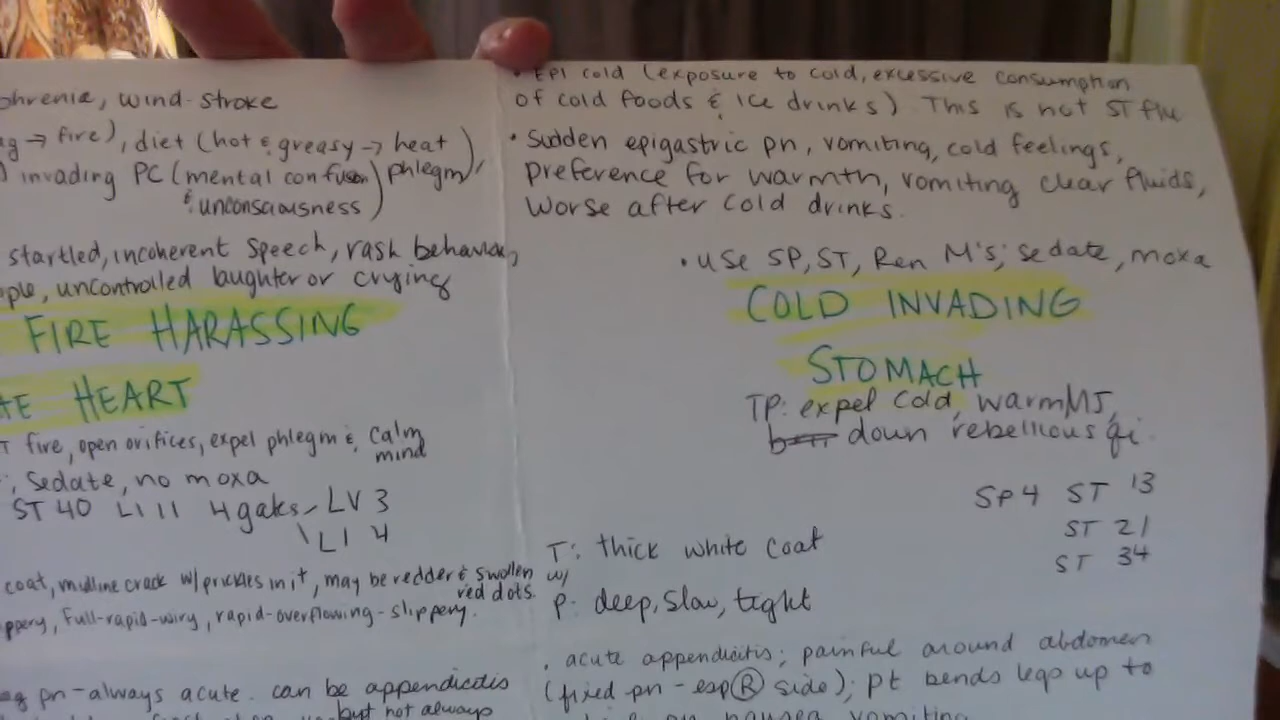 phrenia, wind-stroke
→ fire), diet (hot & greasy → heat
invading PC (mental confusion) phlegm),
& unconsciousness
startled, incoherent speech, rash behavior,
ple, uncontrolled laughter or crying
FIRE HARASSING
HEART
fire, open orifices, expel phlegm & calm
mind
; sedate, no moxa
ST 40 LI 11 4 gates - LV 3
\ LI 4
coat, midline crack w/ prickles in it, may be redder & swollen
w/ red dots.
ppery, full-rapid-wiry, rapid-overflowing-slippery.
pn - always acute. can be appendicitis
but not always
• EPI cold (exposure to cold, excessive consumption
of cold foods & ice drinks). This is not ST flu
• Sudden epigastric pn, vomiting, cold feelings,
preference for warmth, vomiting clear fluids,
worse after cold drinks.
• use SP, ST, Ren M's; sedate, moxa
COLD INVADING
STOMACH
TP: expel cold, warm MJ,
down rebellious qi.
SP 4 ST 13
ST 21
ST 34
T: thick white coat
P: deep, slow, tight
• acute appendicitis; painful around abdomen
(fixed pn - esp Ⓡ side); pt bends legs up to
nausea vomiting